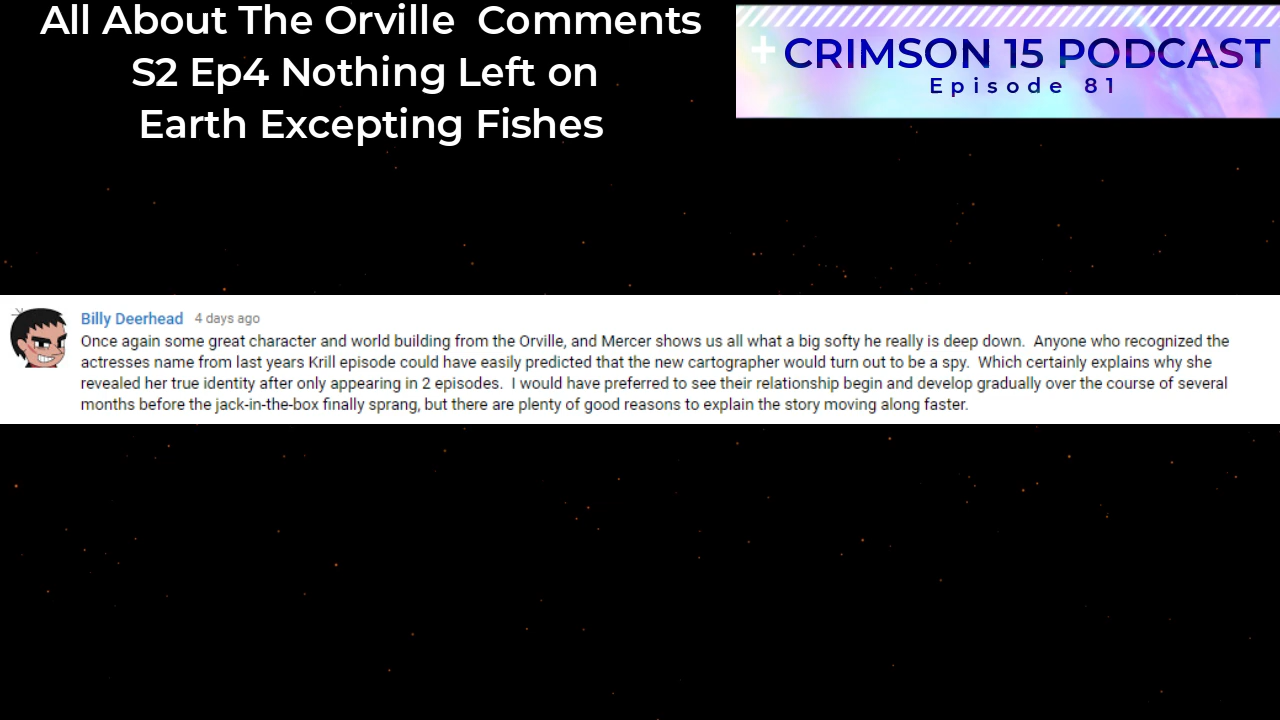 All About The Orville  Comments
S2 Ep4 Nothing Left on
Earth Excepting Fishes
+ CRIMSON 15 PODCAST
Episode 81
Billy Deerhead 4 days ago
Once again some great character and world building from the Orville, and Mercer shows us all what a big softy he really is deep down.  Anyone who recognized the
actresses name from last years Krill episode could have easily predicted that the new cartographer would turn out to be a spy.  Which certainly explains why she
revealed her true identity after only appearing in 2 episodes.  I would have preferred to see their relationship begin and develop gradually over the course of several
months before the jack-in-the-box finally sprang, but there are plenty of good reasons to explain the story moving along faster.